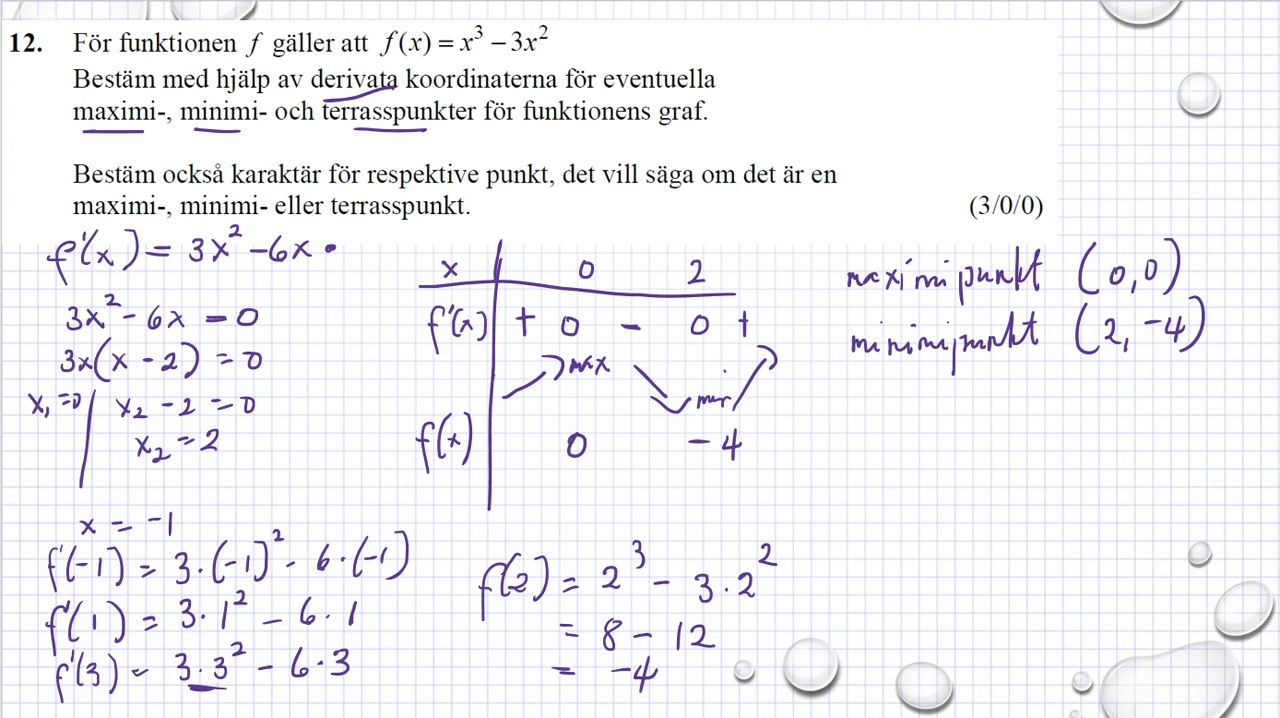 12. För funktionen f gäller att f(x) = x³ − 3x²
Bestäm med hjälp av derivata koordinaterna för eventuella
maximi-, minimi- och terrasspunkter för funktionens graf.
Bestäm också karaktär för respektive punkt, det vill säga om det är en
maximi-, minimi- eller terrasspunkt. (3/0/0)
f'(x) = 3x² − 6x
3x² − 6x = 0
3x(x − 2) = 0
x₁ = 0 | x₂ − 2 = 0
x₂ = 2
x 0 2
f'(x) + 0 − 0 +
max
min
f(x) 0 −4
maximipunkt (0,0)
minimipunkt (2, −4)
x = −1
f'(−1) = 3·(−1)² − 6·(−1)
f'(1) = 3·1² − 6·1
f'(3) = 3·3² − 6·3
f(2) = 2³ − 3·2²
= 8 − 12
= −4